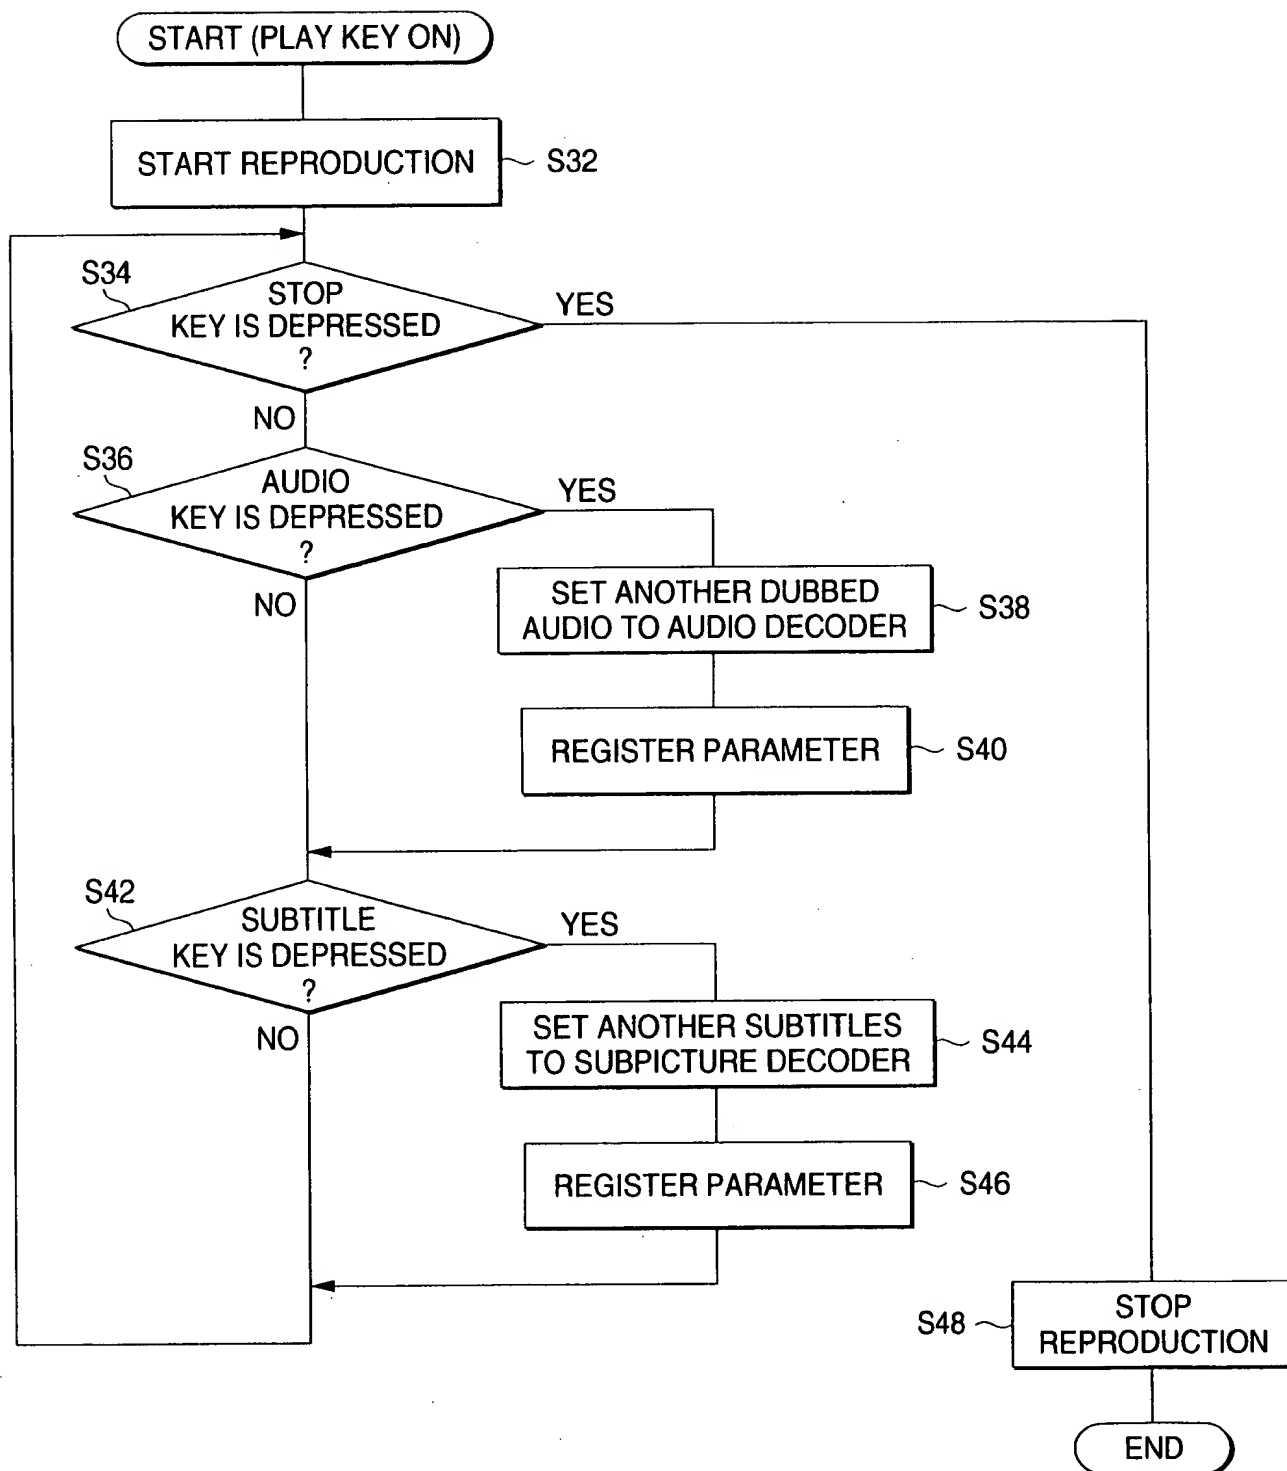 START (PLAY KEY ON)
START REPRODUCTION
S32
S34
STOP
KEY IS DEPRESSED
?
YES
NO
S36
AUDIO
KEY IS DEPRESSED
?
YES
NO
SET ANOTHER DUBBED
AUDIO TO AUDIO DECODER
S38
REGISTER PARAMETER
S40
S42
SUBTITLE
KEY IS DEPRESSED
?
YES
NO
SET ANOTHER SUBTITLES
TO SUBPICTURE DECODER
S44
REGISTER PARAMETER
S46
S48
STOP
REPRODUCTION
END